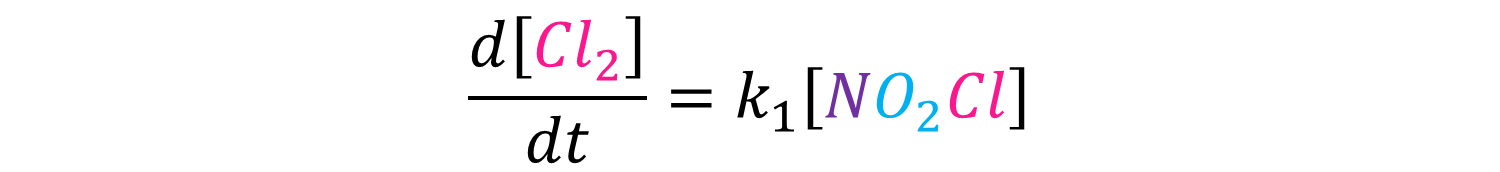 d[Cl₂]/dt = k₁[NO₂Cl]